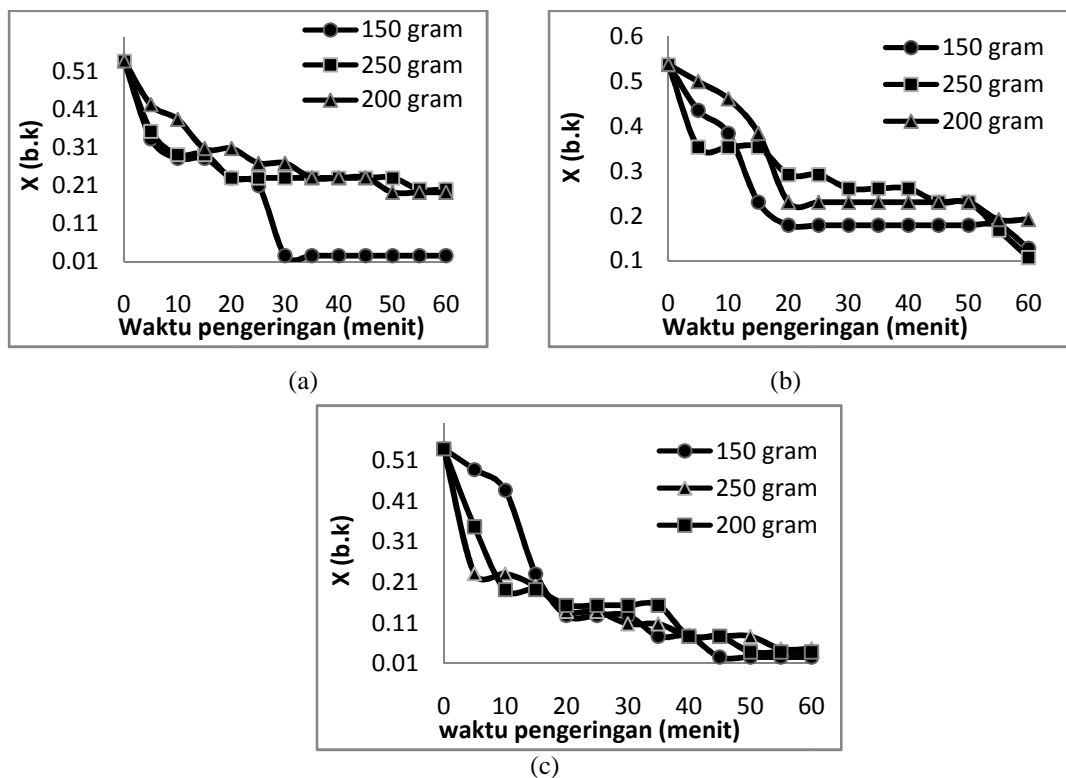 0.51
0.41
0.31
0.21
0.11
0.01
X (b.k)
150 gram
250 gram
200 gram
0 10 20 30 40 50 60
Waktu pengeringan (menit)
(a)
0.6
0.5
0.4
0.3
0.2
0.1
X (b.k)
150 gram
250 gram
200 gram
0 10 20 30 40 50 60
Waktu pengeringan (menit)
(b)
0.51
0.41
0.31
0.21
0.11
0.01
X (b.k)
150 gram
250 gram
200 gram
0 10 20 30 40 50 60
waktu pengeringan (menit)
(c)